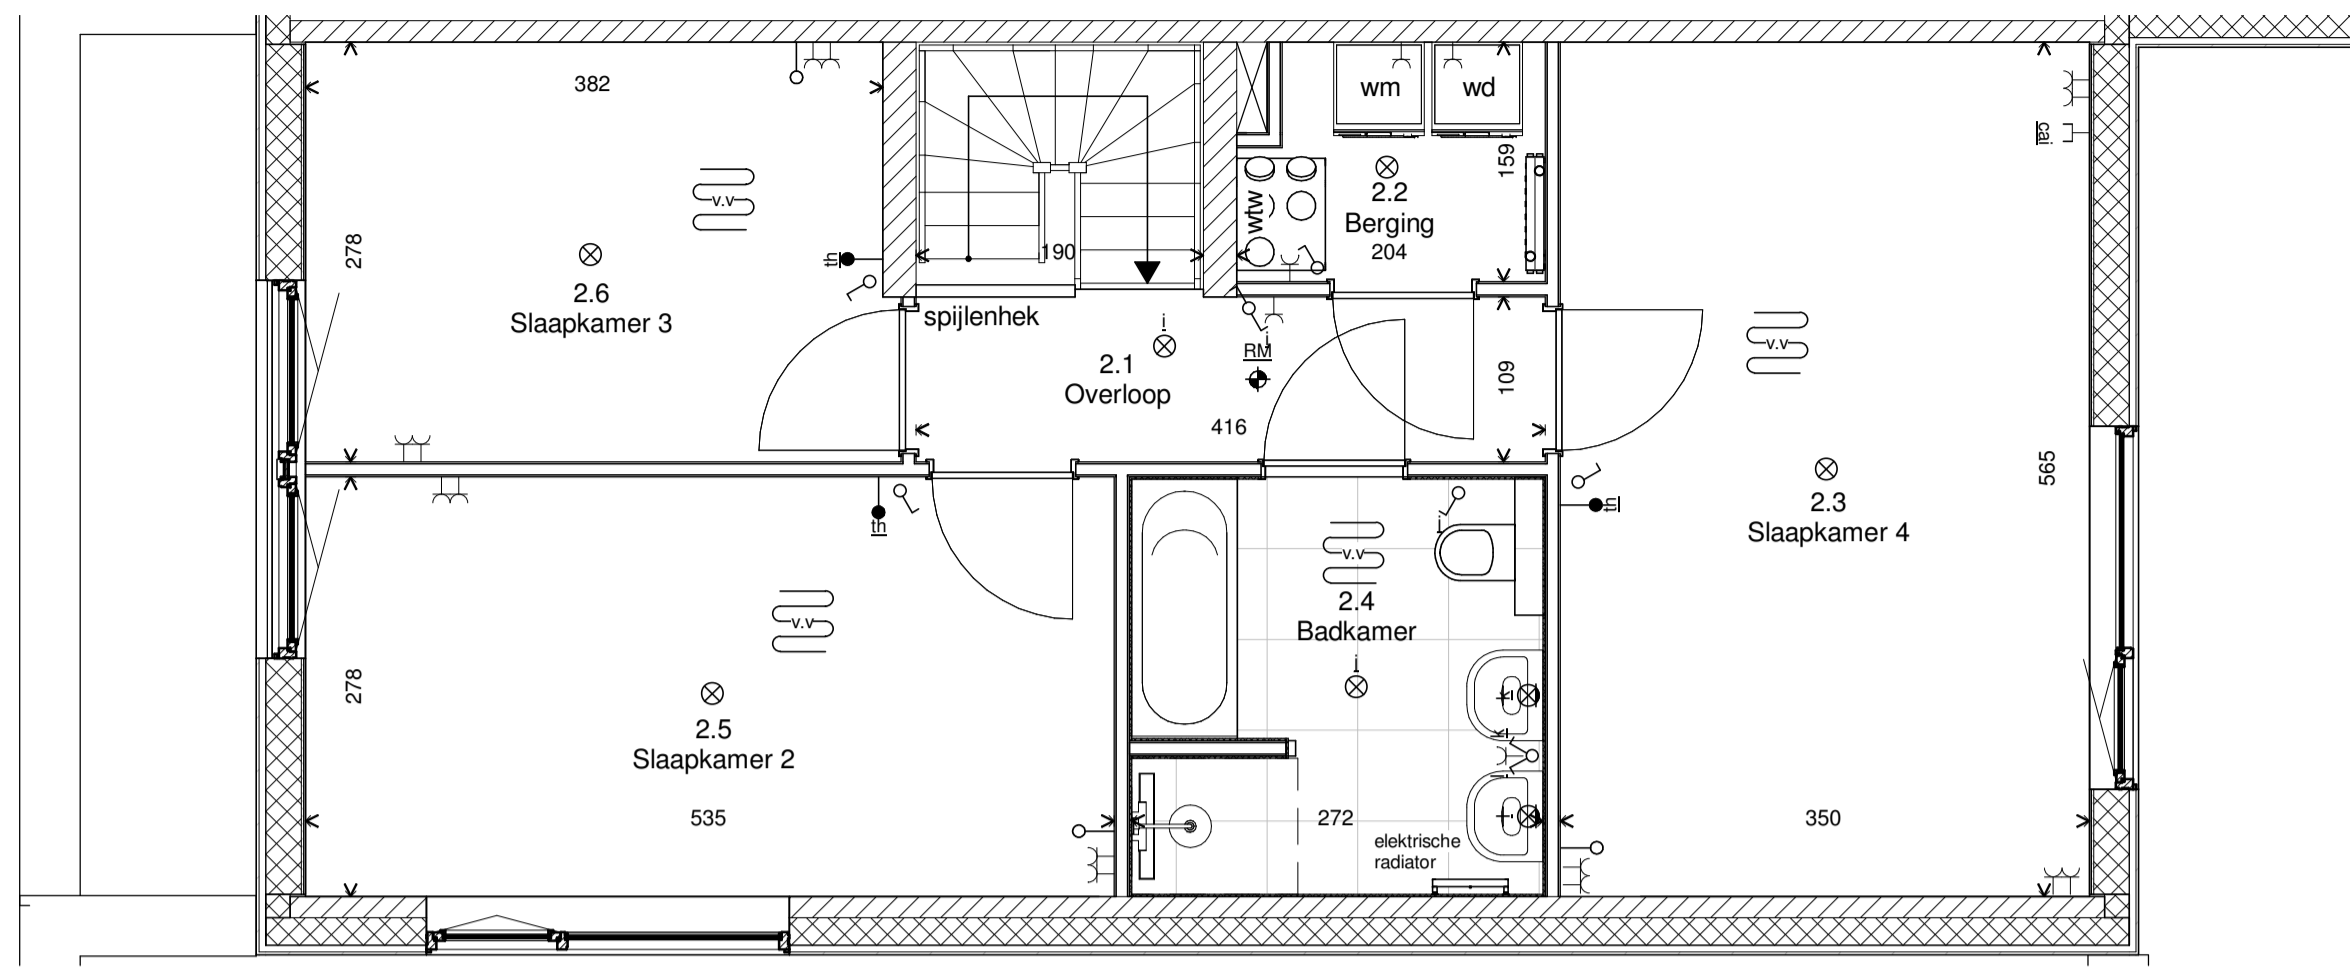 382
wm
wd
cai
159
v.v
wtw
2.2
Berging
204
190
278
th
2.6
Slaapkamer 3
spijlenhek
i
j
RM
2.1
Overloop
109
v.v
416
2.3
Slaapkamer 4
565
th
th
v.v
j
2.4
Badkamer
j
v.v
278
2.5
Slaapkamer 2
k
k
535
272
350
elektrische
radiator